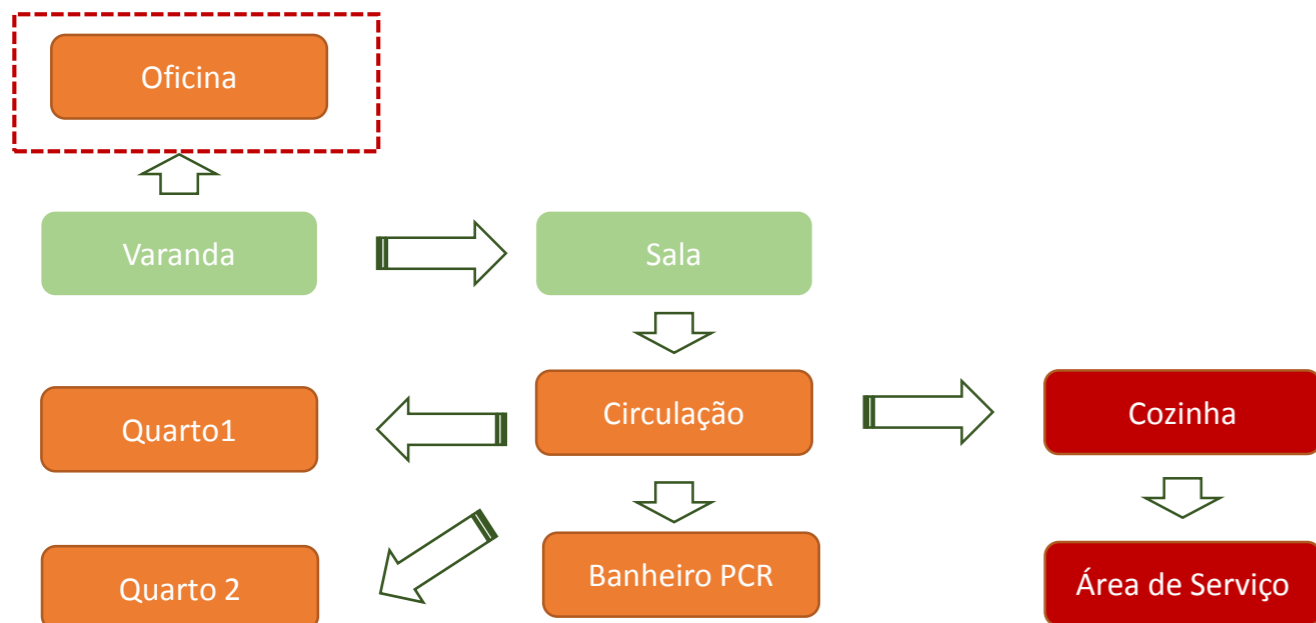 Oficina
Varanda
Sala
Quarto1
Circulação
Cozinha
Quarto 2
Banheiro PCR
Área de Serviço